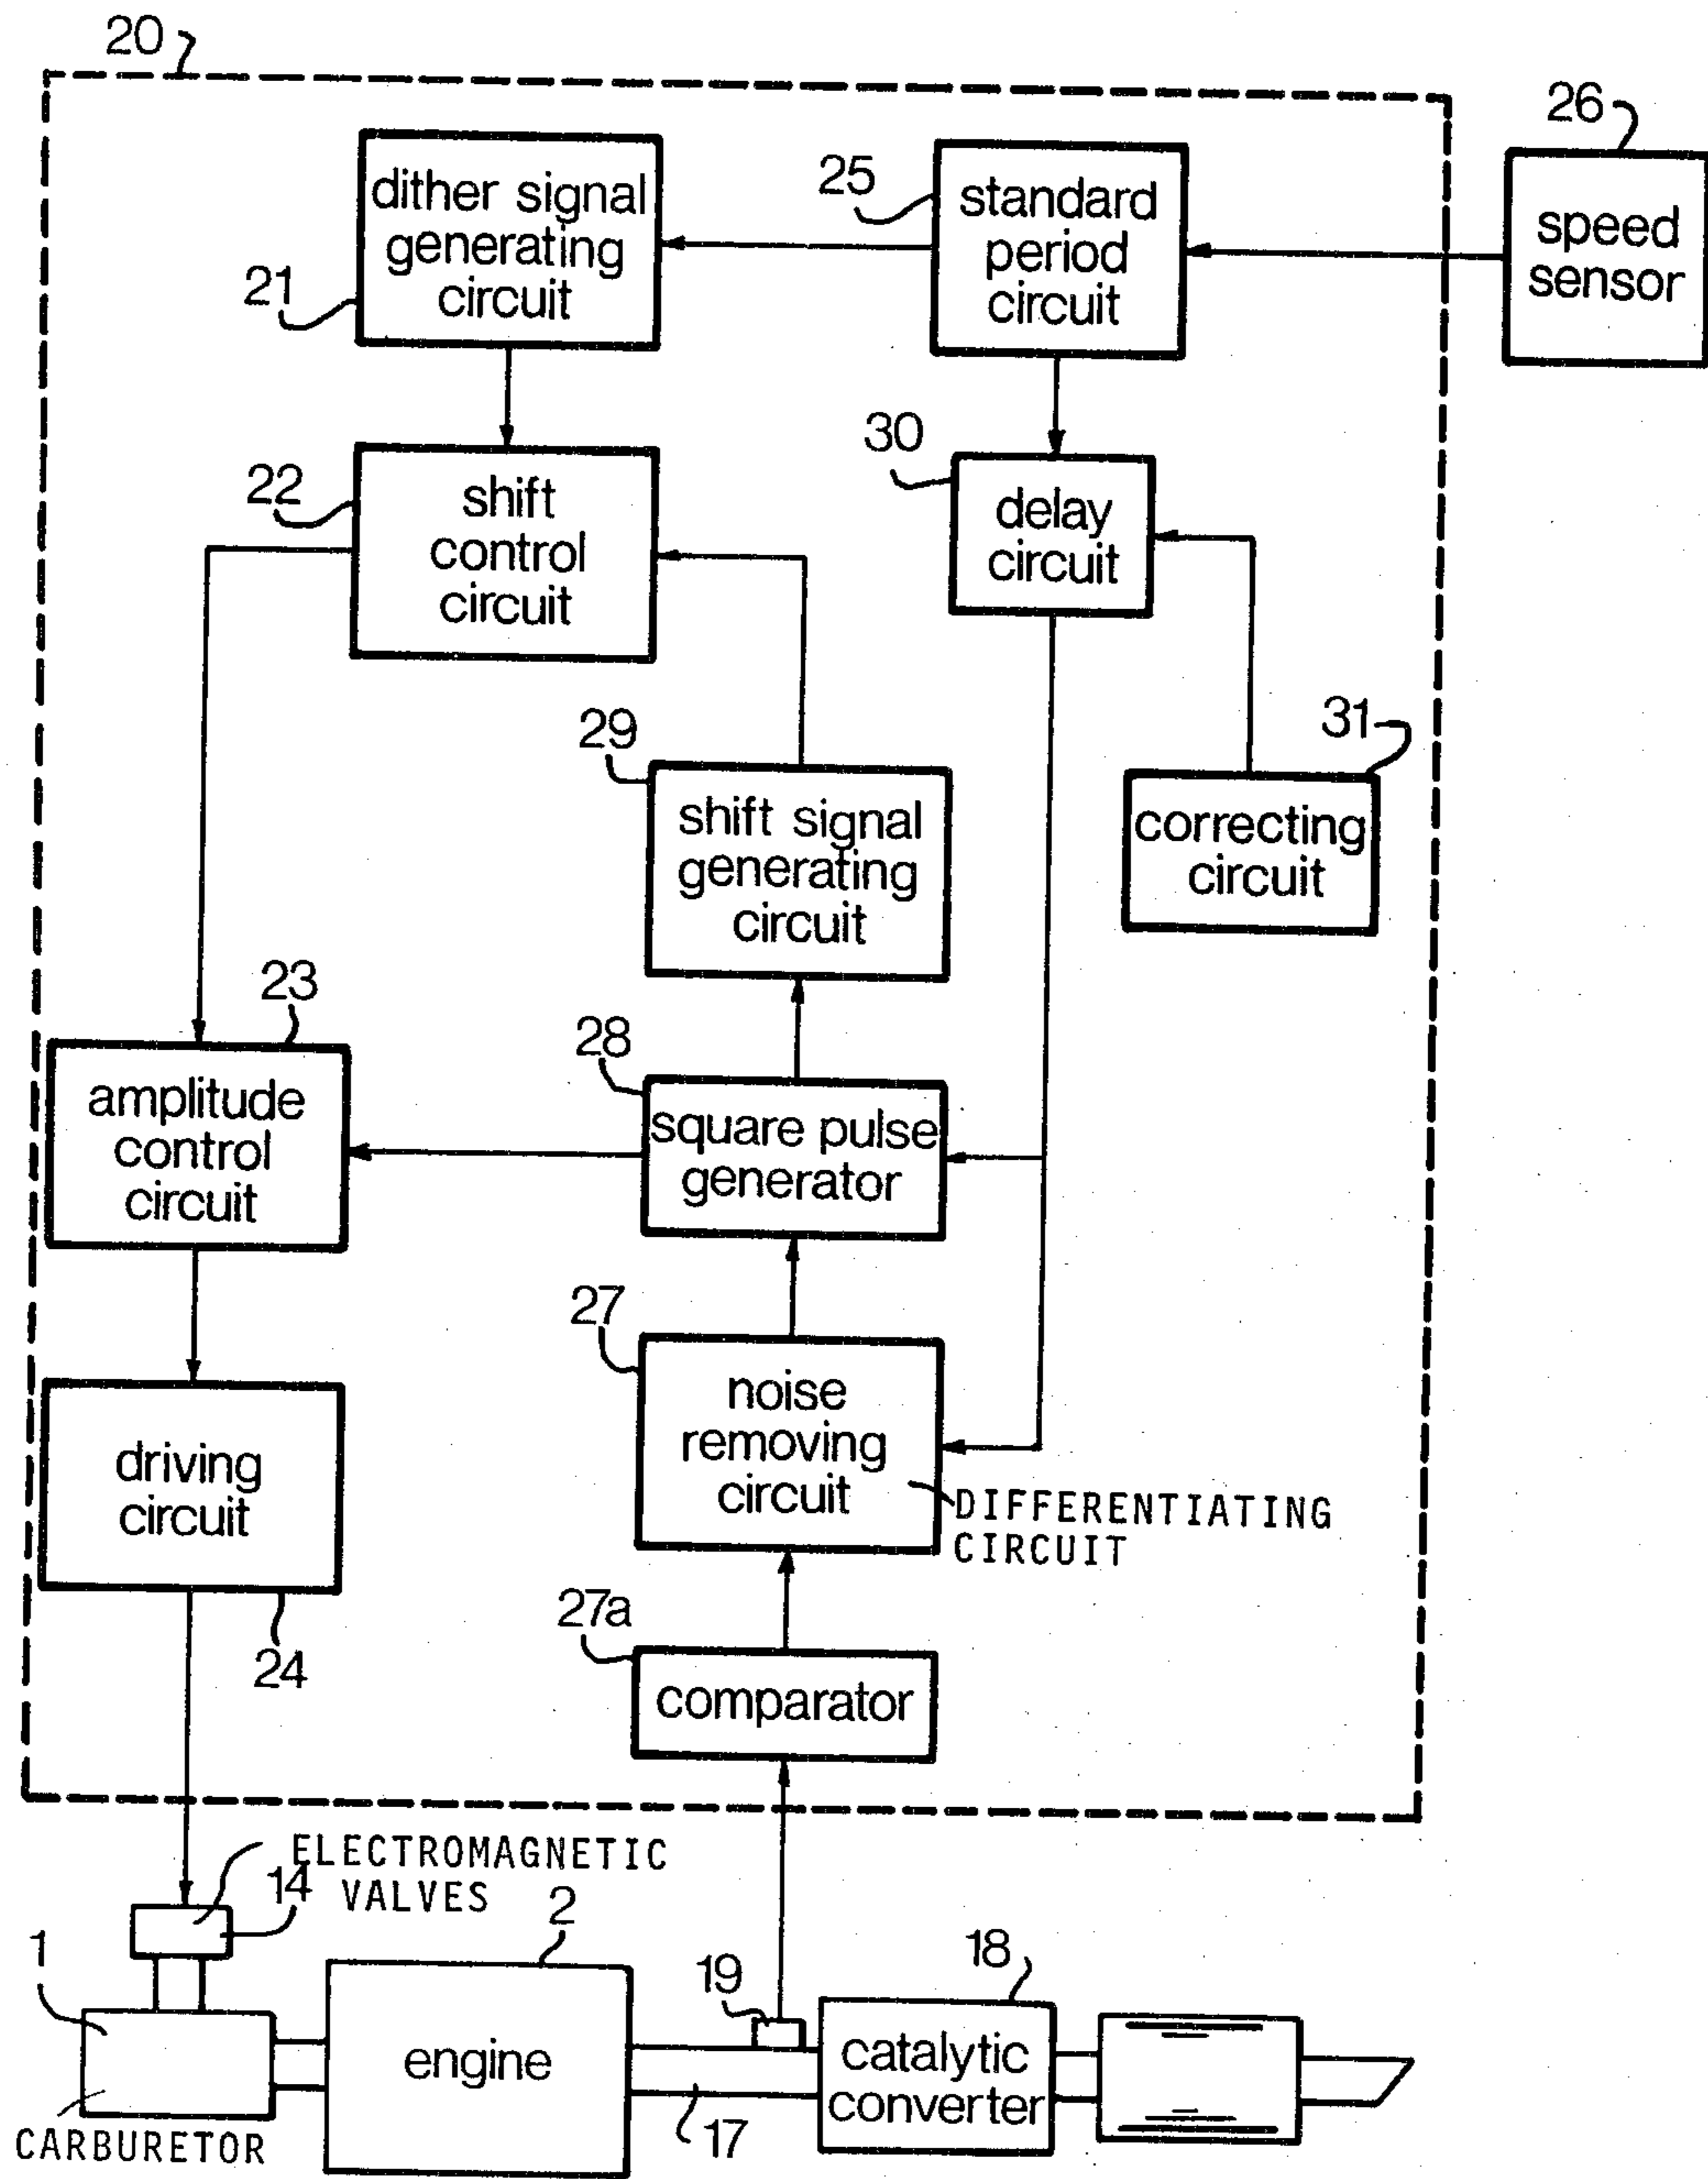 20
26
dither signal
generating
circuit
21
25
standard
period
circuit
speed
sensor
22
shift
control
circuit
30
delay
circuit
29
shift signal
generating
circuit
31
correcting
circuit
23
amplitude
control
circuit
28
square pulse
generator
27
noise
removing
circuit
DIFFERENTIATING
CIRCUIT
driving
circuit
24
27a
comparator
ELECTROMAGNETIC
VALVES
14
1
2
engine
19
18
catalytic
converter
17
CARBURETOR